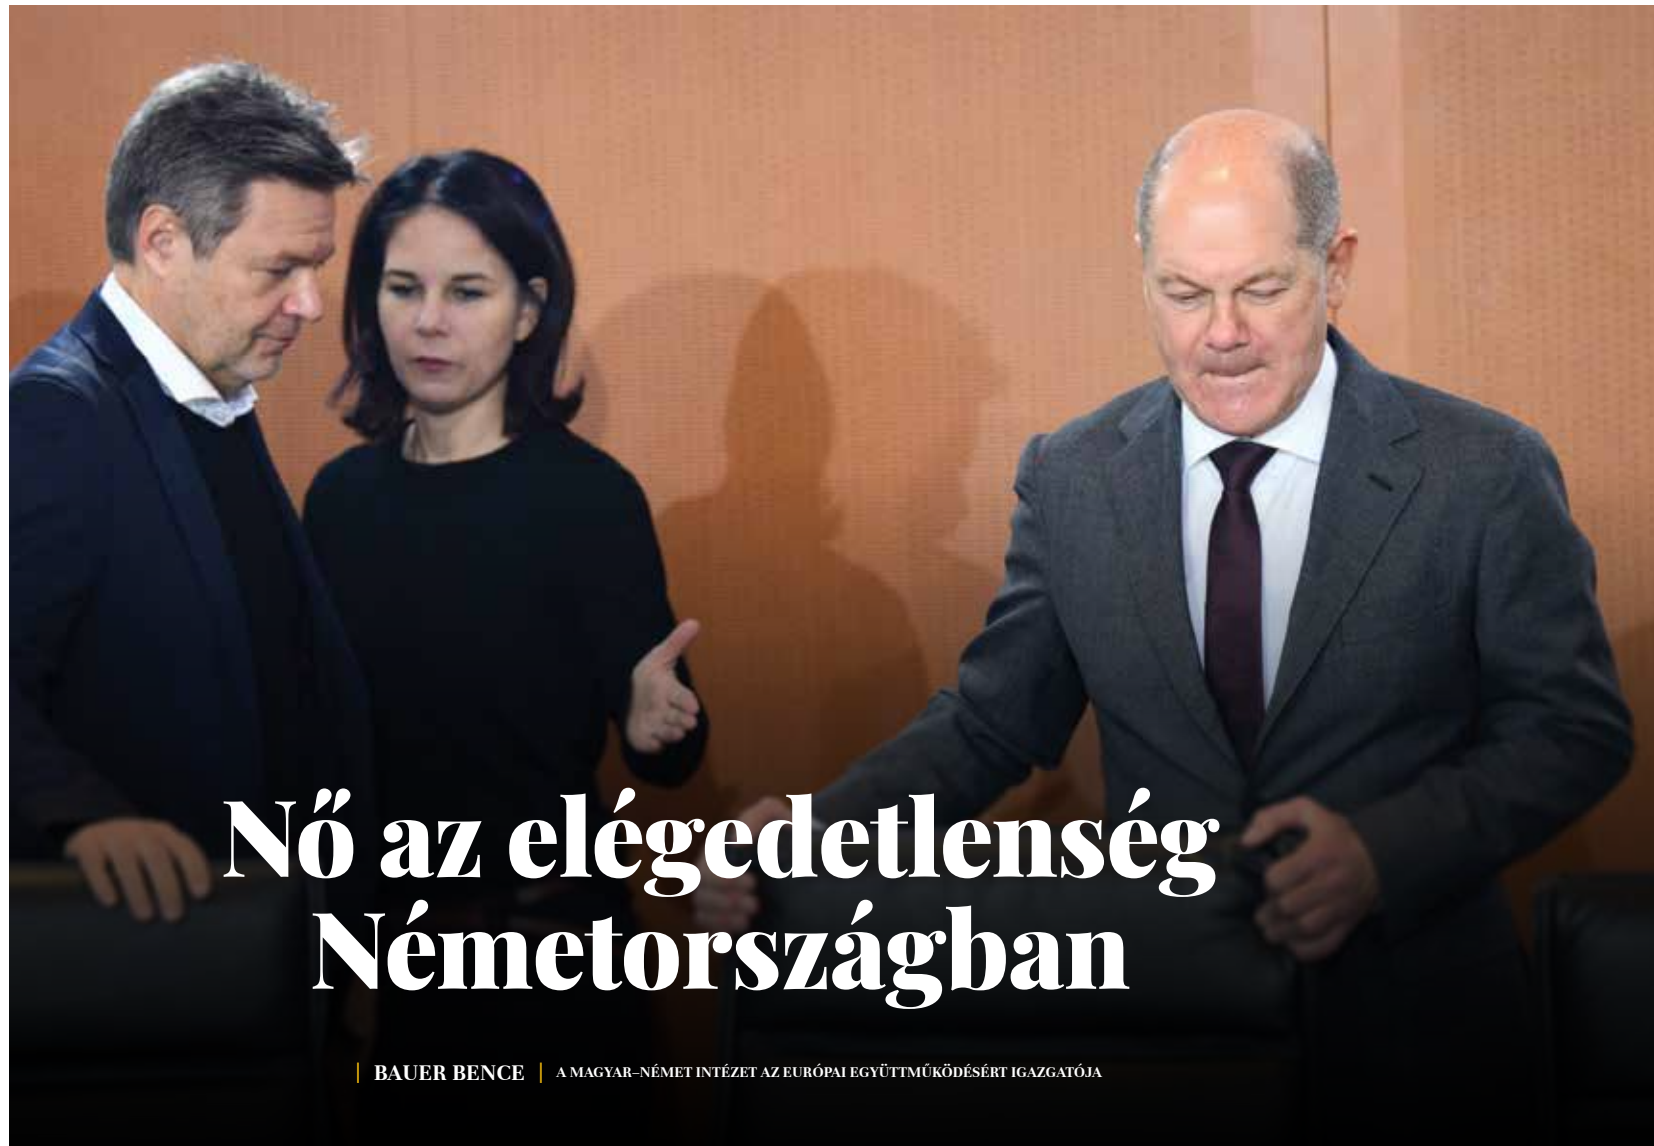 Nő az elégedetlenség
Németországban
| BAUER BENCE | A MAGYAR–NÉMET INTÉZET AZ EURÓPAI EGYÜTTMŰKÖDÉSÉRT IGAZGATÓJA